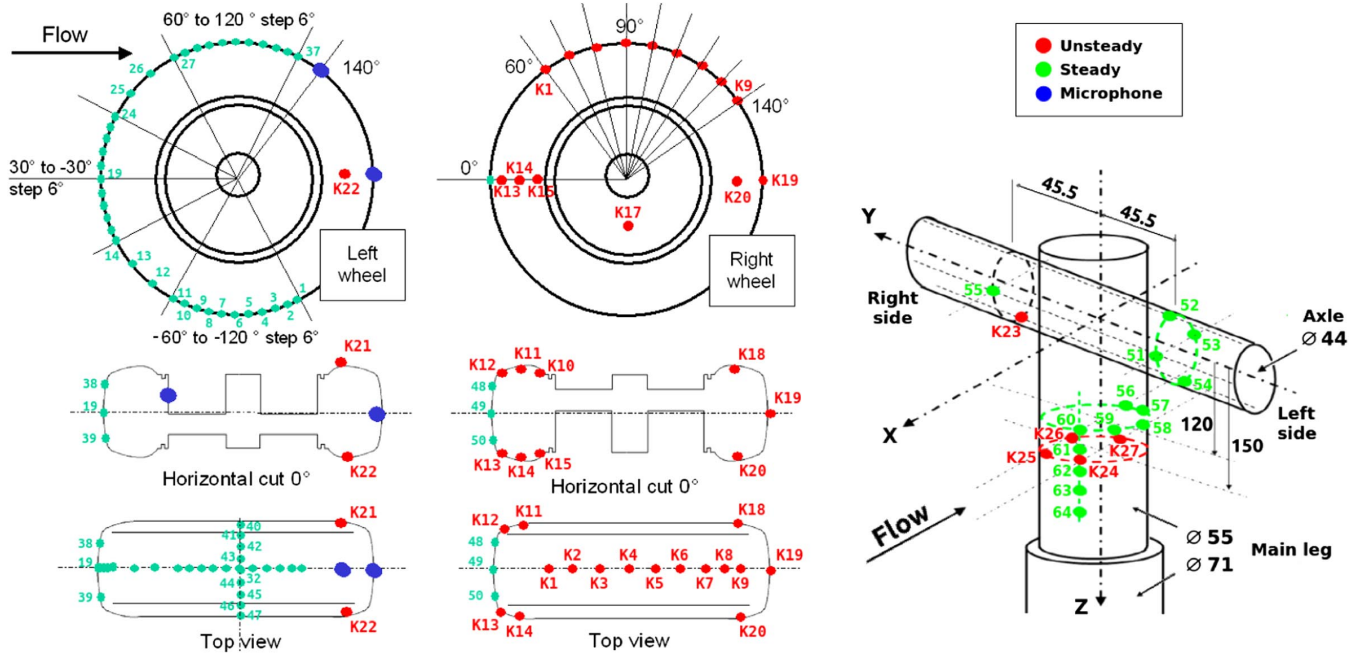 Flow
60° to 120 ° step 6°
37
27
140°
26
25
24
30° to -30°
step 6°
19
K22
14
13
12
11
10
9
8
7
6
5
4
3
2
1
Left
wheel
-60° to -120 ° step 6°
90°
60°
K1
K9
140°
0°
K14
K13
K15
K17
K20
K19
Right
wheel
38
19
39
K21
K22
Horizontal cut 0°
K12
K11
K10
48
49
50
K13
K14
K15
K18
K19
K20
Horizontal cut 0°
38
19
39
40
41
42
43
32
44
45
46
47
K21
K22
Top view
K12
K11
48
49
50
K13
K14
K1
K2
K3
K4
K5
K6
K7
K8
K9
K18
K19
K20
Top view
Unsteady
Steady
Microphone
45.5
45.5
Y
Right
side
55
K23
52
53
51
54
Axle
∅ 44
Left
side
X
56
57
58
59
60
K26
K25
61
K27
K24
62
63
64
120
150
Flow
∅ 55
∅ 71
Main leg
Z